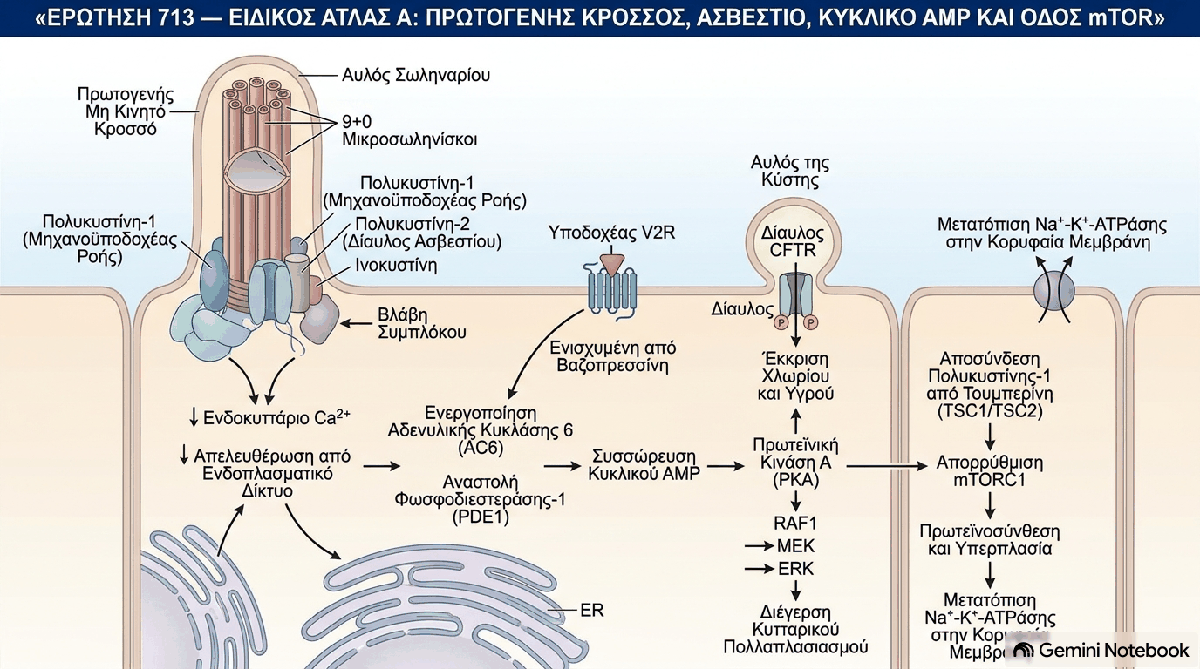 «ΕΡΩΤΗΣΗ 713 — ΕΙΔΙΚΟΣ ΑΤΛΑΣ Α: ΠΡΩΤΟΓΕΝΗΣ ΚΡΟΣΣΟΣ, ΑΣΒΕΣΤΙΟ, ΚΥΚΛΙΚΟ AMP ΚΑΙ ΟΔΟΣ mTOR»
Αυλός Σωληναρίου
Πρωτογενής
Μη Κινητό
Κροσσό
9+0
Μικροσωληνίσκοι
Πολυκυστίνη-1
(Μηχανοϋποδοχέας Ροής)
Πολυκυστίνη-2
(Δίαυλος Ασβεστίου)
Ινοκυστίνη
Πολυκυστίνη-1
(Μηχανοϋποδοχέας
Ροής)
Βλάβη
Συμπλόκου
↓ Ενδοκυττάριο Ca²⁺
↓ Απελευθέρωση από
Ενδοπλασματικό
Δίκτυο
ER
Υποδοχέας V2R
Ενισχυμένη από
Βαζοπρεσσίνη
Ενεργοποίηση
Αδενυλικής Κυκλάσης 6
(AC6)
Αναστολή
Φωσφοδιεστεράσης-1
(PDE1)
Συσσώρευση
Κυκλικού AMP
Αυλός της
Κύστης
Δίαυλος
CFTR
Δίαυλος
P
P
Έκκριση
Χλωρίου
και Υγρού
Πρωτεϊνική
Κινάση Α
(PKA)
RAF1
MEK
ERK
Διέγερση
Κυτταρικού
Πολλαπλασιασμού
Μετατόπιση Na⁺-K⁺-ATPάσης
στην Κορυφαία Μεμβράνη
Αποσύνδεση
Πολυκυστίνης-1
από Τουμπερίνη
(TSC1/TSC2)
Απορρύθμιση
mTORC1
Πρωτεϊνοσύνθεση
και Υπερπλασία
Μετατόπιση
Na⁺-K⁺-ATPάσης
στην
Gemini Notebook